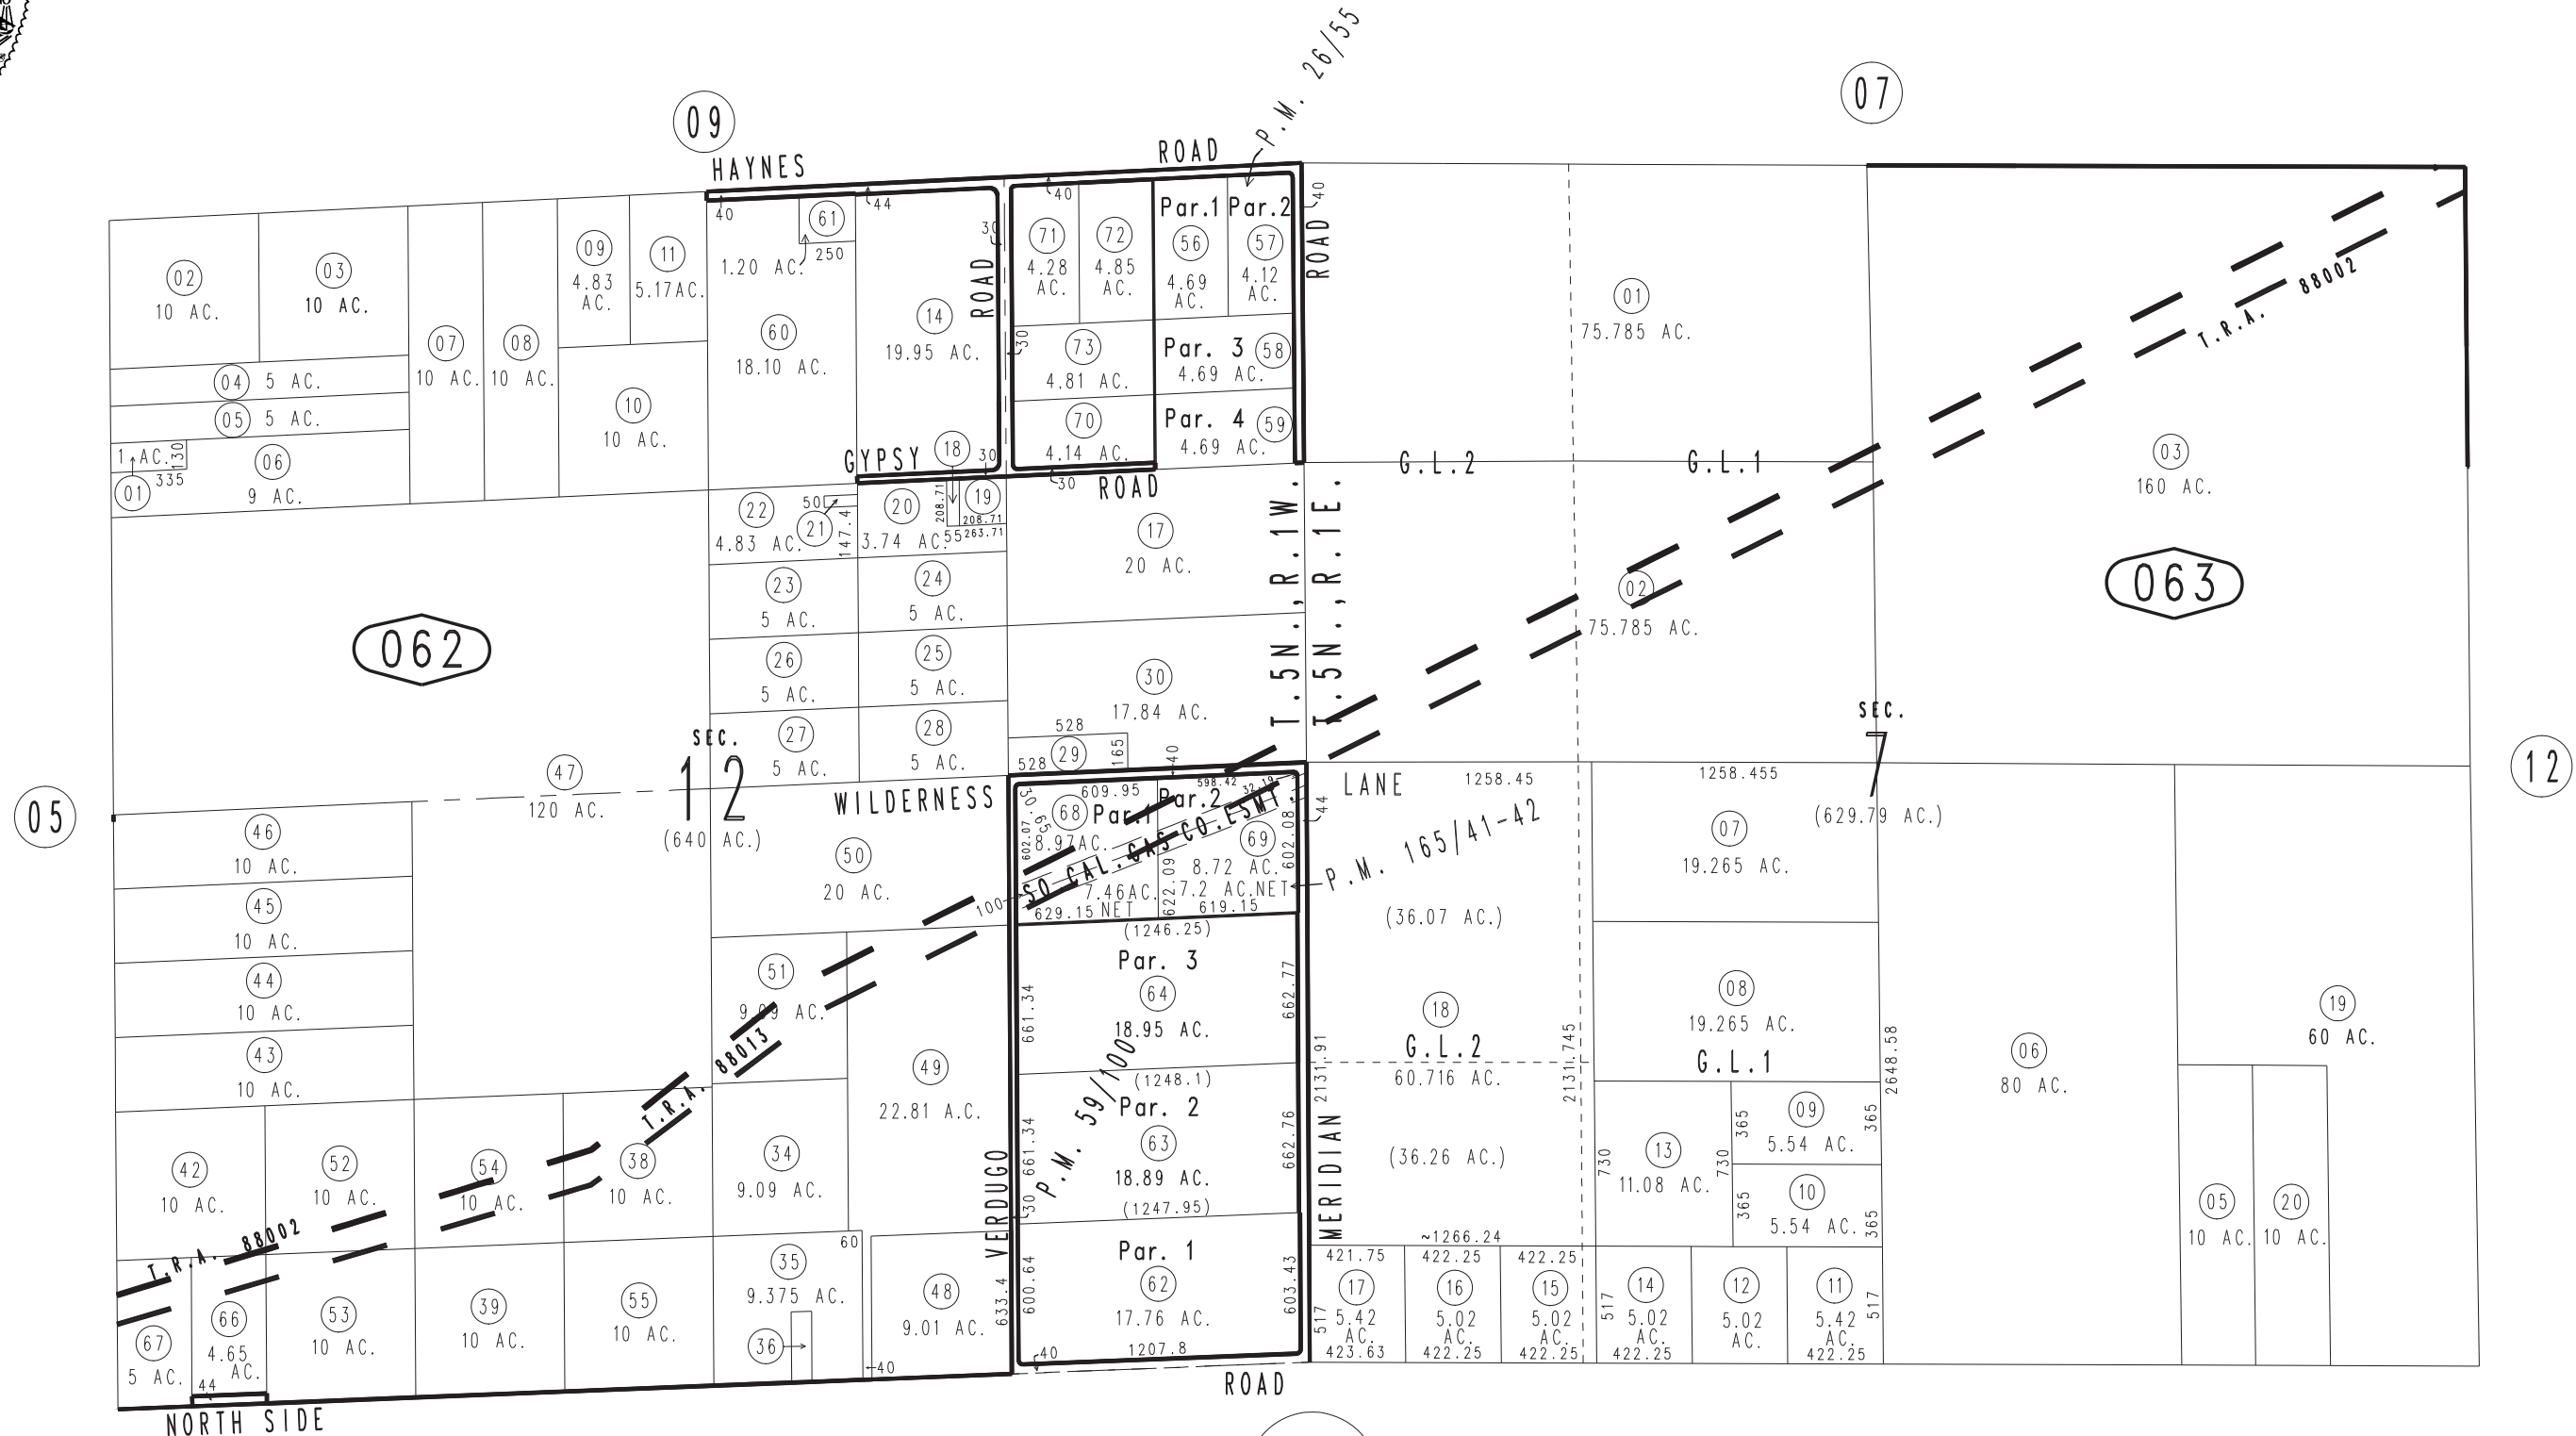 P.M. 26/55
09
07
HAYNES
ROAD
40
44
40
40
ROAD
02
10 AC.
03
10 AC.
04
5 AC.
05
5 AC.
1 AC.
130
335
01
06
9 AC.
07
10 AC.
08
10 AC.
09
4.83
AC.
11
5.17AC.
10
10 AC.
61
250
1.20 AC.
60
18.10 AC.
14
19.95 AC.
30
ROAD
30
71
4.28
AC.
72
4.85
AC.
Par.1
56
4.69
AC.
Par.2
57
4.12
AC.
73
4.81 AC.
Par. 3
58
4.69 AC.
70
4.14 AC.
Par. 4
59
4.69 AC.
GYPSY
18
30
30
ROAD
01
75.785 AC.
T.R.A. 88002
03
160 AC.
G.L.2
G.L.1
22
4.83 AC.
50
21
147.4
20
3.74 AC.
208.71
55
19
208.71
263.71
17
20 AC.
23
5 AC.
24
5 AC.
26
5 AC.
25
5 AC.
27
5 AC.
28
5 AC.
30
17.84 AC.
528
29
165
528
40
T.5N.,R.1W.
T.5N.,R.1E.
02
75.785 AC.
062
063
SEC.
12
(640 AC.)
SEC.
7
(629.79 AC.)
12
05
47
120 AC.
WILDERNESS
LANE
46
10 AC.
45
10 AC.
44
10 AC.
43
10 AC.
50
20 AC.
30
65
609.95
598.42
32.19
68
Par.1
Par.2
602.07
8.97AC.
SO.CAL.GAS CO.ESMT.
69
8.72 AC.
602.08
7.46AC.
NET
622.09
7.2 AC.NET
629.15
619.15
100
44
P.M. 165/41-42
1258.45
1258.455
07
19.265 AC.
(36.07 AC.)
08
19.265 AC.
G.L.1
18
G.L.2
60.716 AC.
(36.26 AC.)
2131.91
2131.745
2648.58
06
80 AC.
19
60 AC.
51
9.09 AC.
T.R.A. 88013
49
22.81 A.C.
(1246.25)
Par. 3
64
18.95 AC.
661.34
662.77
(1248.1)
Par. 2
63
18.89 AC.
661.34
662.76
(1247.95)
P.M. 59/100
30
Par. 1
62
17.76 AC.
600.64
603.43
1207.8
40
VERDUGO
633.4
MERIDIAN
ROAD
42
10 AC.
52
10 AC.
54
10 AC.
38
10 AC.
34
9.09 AC.
T.R.A. 88002
67
5 AC.
66
4.65
AC.
44
53
10 AC.
39
10 AC.
55
10 AC.
35
9.375 AC.
60
36
40
48
9.01 AC.
NORTH SIDE
~1266.24
421.75
422.25
422.25
17
5.42
AC.
423.63
517
16
5.02
AC.
422.25
15
5.02
AC.
422.25
517
14
5.02
AC.
422.25
12
5.02
AC.
11
5.42
AC.
422.25
517
13
11.08 AC.
730
730
09
5.54 AC.
365
365
10
5.54 AC.
365
365
05
10 AC.
20
10 AC.